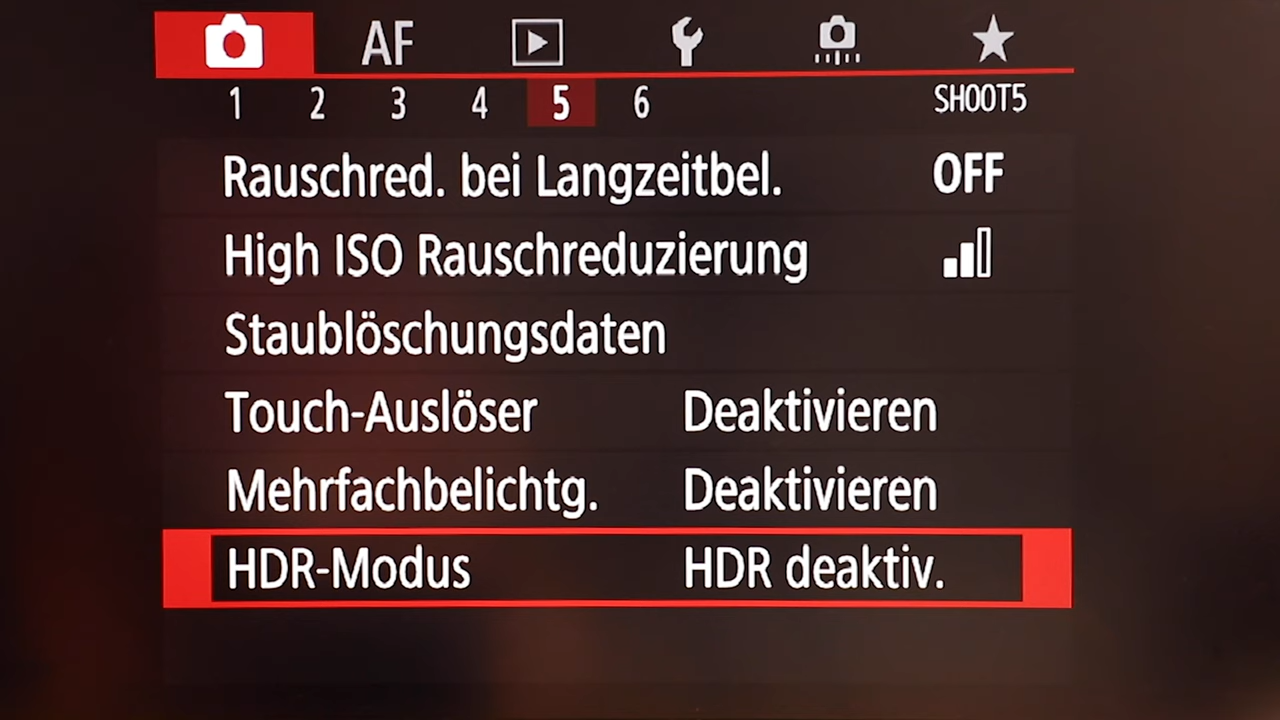 AF
1 2 3 4 5 6 SHOOT5
Rauschred. bei Langzeitbel. OFF
High ISO Rauschreduzierung
Staublöschungsdaten
Touch-Auslöser Deaktivieren
Mehrfachbelichtg. Deaktivieren
HDR-Modus HDR deaktiv.